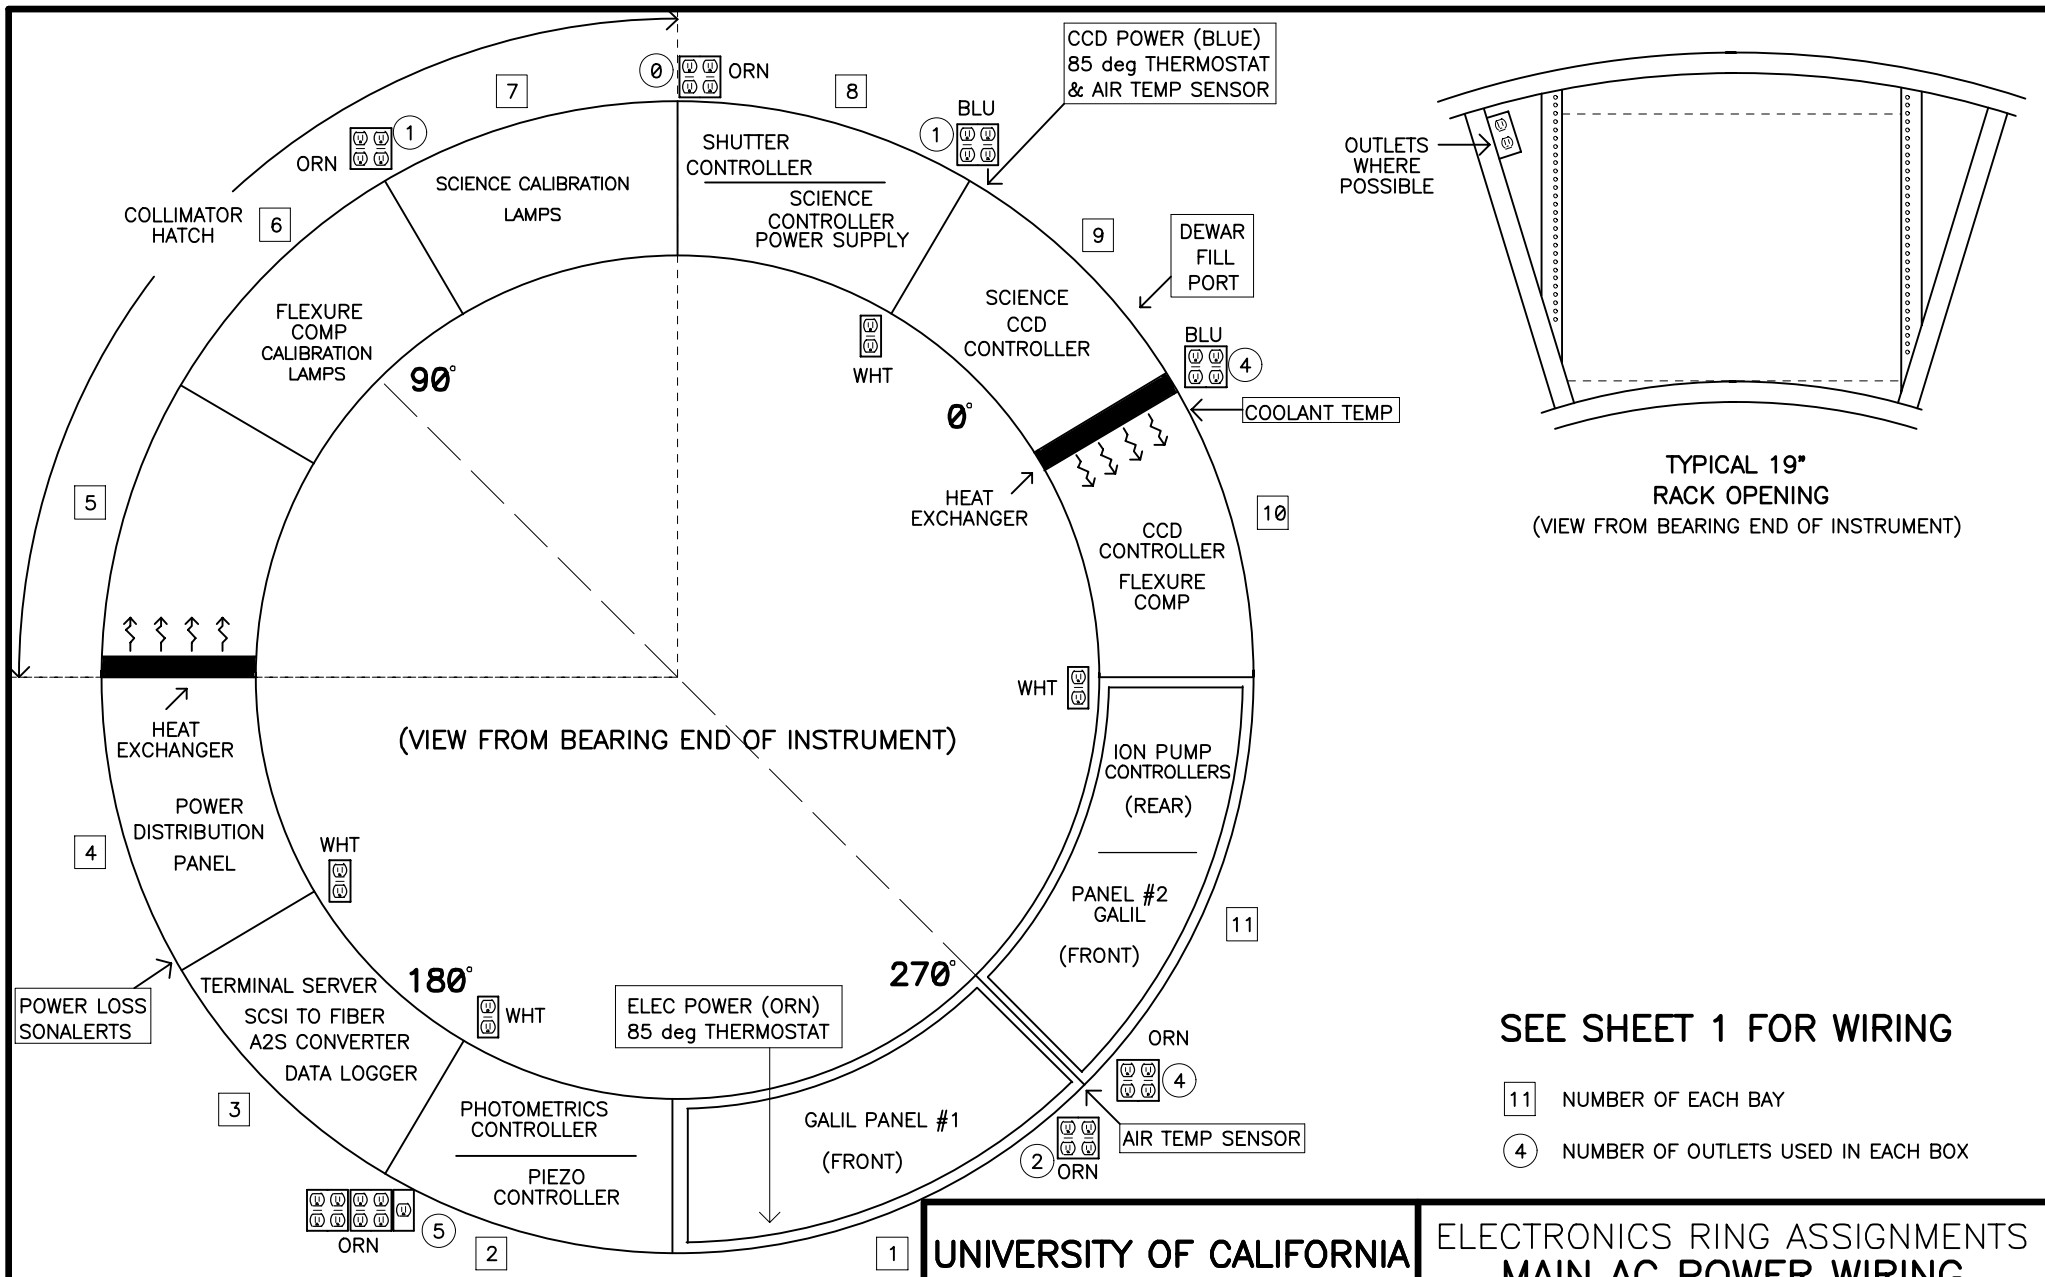 CCD POWER (BLUE)
85 deg THERMOSTAT
& AIR TEMP SENSOR
0
ORN
7
8
BLU
1
1
ORN
SHUTTER
CONTROLLER
SCIENCE
CONTROLLER
POWER SUPPLY
SCIENCE CALIBRATION
LAMPS
COLLIMATOR
HATCH
6
9
DEWAR
FILL
PORT
OUTLETS
WHERE
POSSIBLE
FLEXURE
COMP
CALIBRATION
LAMPS
SCIENCE
CCD
CONTROLLER
BLU
4
90°
WHT
0°
COOLANT TEMP
TYPICAL 19"
RACK OPENING
(VIEW FROM BEARING END OF INSTRUMENT)
5
HEAT
EXCHANGER
10
CCD
CONTROLLER
FLEXURE
COMP
WHT
HEAT
EXCHANGER
(VIEW FROM BEARING END OF INSTRUMENT)
ION PUMP
CONTROLLERS
(REAR)
POWER
DISTRIBUTION
PANEL
4
WHT
PANEL #2
GALIL
(FRONT)
11
180°
270°
TERMINAL SERVER
SCSI TO FIBER
A2S CONVERTER
DATA LOGGER
POWER LOSS
SONALERTS
WHT
ELEC POWER (ORN)
85 deg THERMOSTAT
ORN
4
SEE SHEET 1 FOR WIRING
11 NUMBER OF EACH BAY
4 NUMBER OF OUTLETS USED IN EACH BOX
3
PHOTOMETRICS
CONTROLLER
PIEZO
CONTROLLER
GALIL PANEL #1
(FRONT)
AIR TEMP SENSOR
2
ORN
5
ORN
2
1
UNIVERSITY OF CALIFORNIA
ELECTRONICS RING ASSIGNMENTS
MAIN AC POWER WIRING